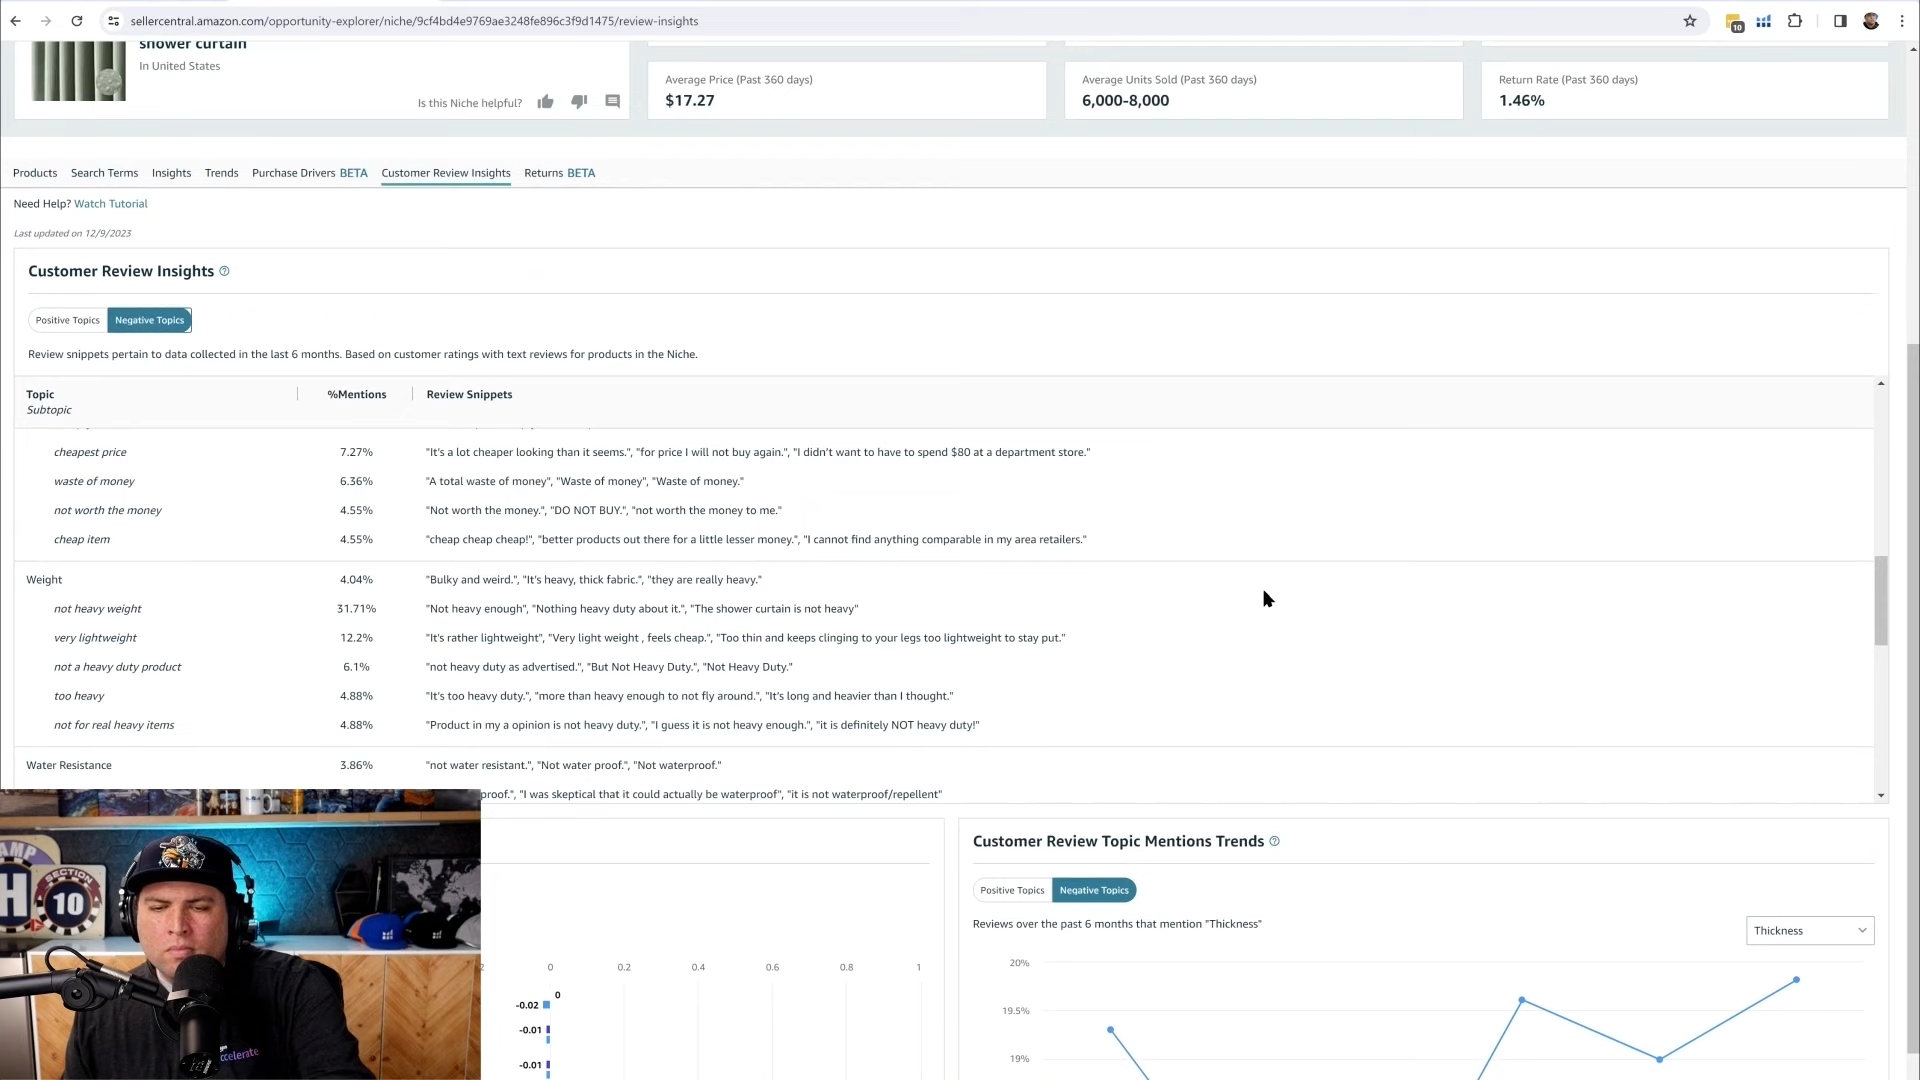 sellercentral.amazon.com/opportunity-explorer/niche/9cf4bd4e9769ae3248fe896c3f9d1475/review-insights
10
shower curtain
In United States
Is this Niche helpful?
Average Price (Past 360 days)
$17.27
Average Units Sold (Past 360 days)
6,000-8,000
Return Rate (Past 360 days)
1.46%
Products Search Terms Insights Trends Purchase Drivers BETA Customer Review Insights Returns BETA
Need Help? Watch Tutorial
Last updated on 12/9/2023
Customer Review Insights
Positive Topics Negative Topics
Review snippets pertain to data collected in the last 6 months. Based on customer ratings with text reviews for products in the Niche.
Topic %Mentions Review Snippets
Subtopic
cheapest price 7.27% "It's a lot cheaper looking than it seems.", "for price I will not buy again.", "I didn't want to have to spend $80 at a department store."
waste of money 6.36% "A total waste of money", "Waste of money", "Waste of money."
not worth the money 4.55% "Not worth the money.", "DO NOT BUY.", "not worth the money to me."
cheap item 4.55% "cheap cheap cheap!", "better products out there for a little lesser money.", "I cannot find anything comparable in my area retailers."
Weight 4.04% "Bulky and weird.", "It's heavy, thick fabric.", "they are really heavy."
not heavy weight 31.71% "Not heavy enough", "Nothing heavy duty about it.", "The shower curtain is not heavy"
very lightweight 12.2% "It's rather lightweight", "Very light weight , feels cheap.", "Too thin and keeps clinging to your legs too lightweight to stay put."
not a heavy duty product 6.1% "not heavy duty as advertised.", "But Not Heavy Duty.", "Not Heavy Duty."
too heavy 4.88% "It's too heavy duty.", "more than heavy enough to not fly around.", "It's long and heavier than I thought."
not for real heavy items 4.88% "Product in my a opinion is not heavy duty.", "I guess it is not heavy enough.", "it is definitely NOT heavy duty!"
Water Resistance 3.86% "not water resistant.", "Not water proof.", "Not waterproof."
proof.", "I was skeptical that it could actually be waterproof", "it is not waterproof/repellent"
AMP
H
SECTION
10
ccelerate
0 0.2 0.4 0.6 0.8 1
0
-0.02
-0.01
-0.01
Customer Review Topic Mentions Trends
Positive Topics Negative Topics
Reviews over the past 6 months that mention "Thickness"
Thickness
20%
19.5%
19%